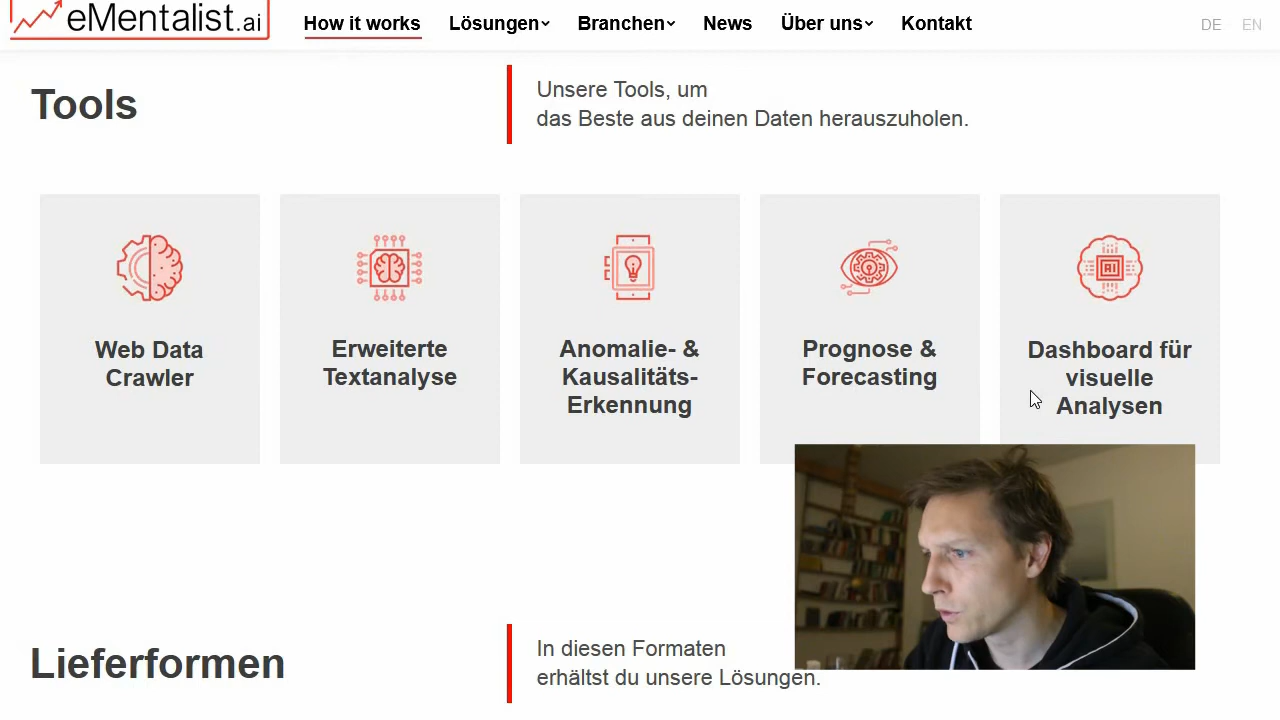 eMentalist.ai
How it works Lösungen Branchen News Über uns Kontakt DE EN
Tools
Unsere Tools, um
das Beste aus deinen Daten herauszuholen.
Web Data
Crawler
Erweiterte
Textanalyse
Anomalie- &
Kausalitäts-
Erkennung
Prognose &
Forecasting
AI
Dashboard für
visuelle
Analysen
Lieferformen
In diesen Formaten
erhältst du unsere Lösungen.